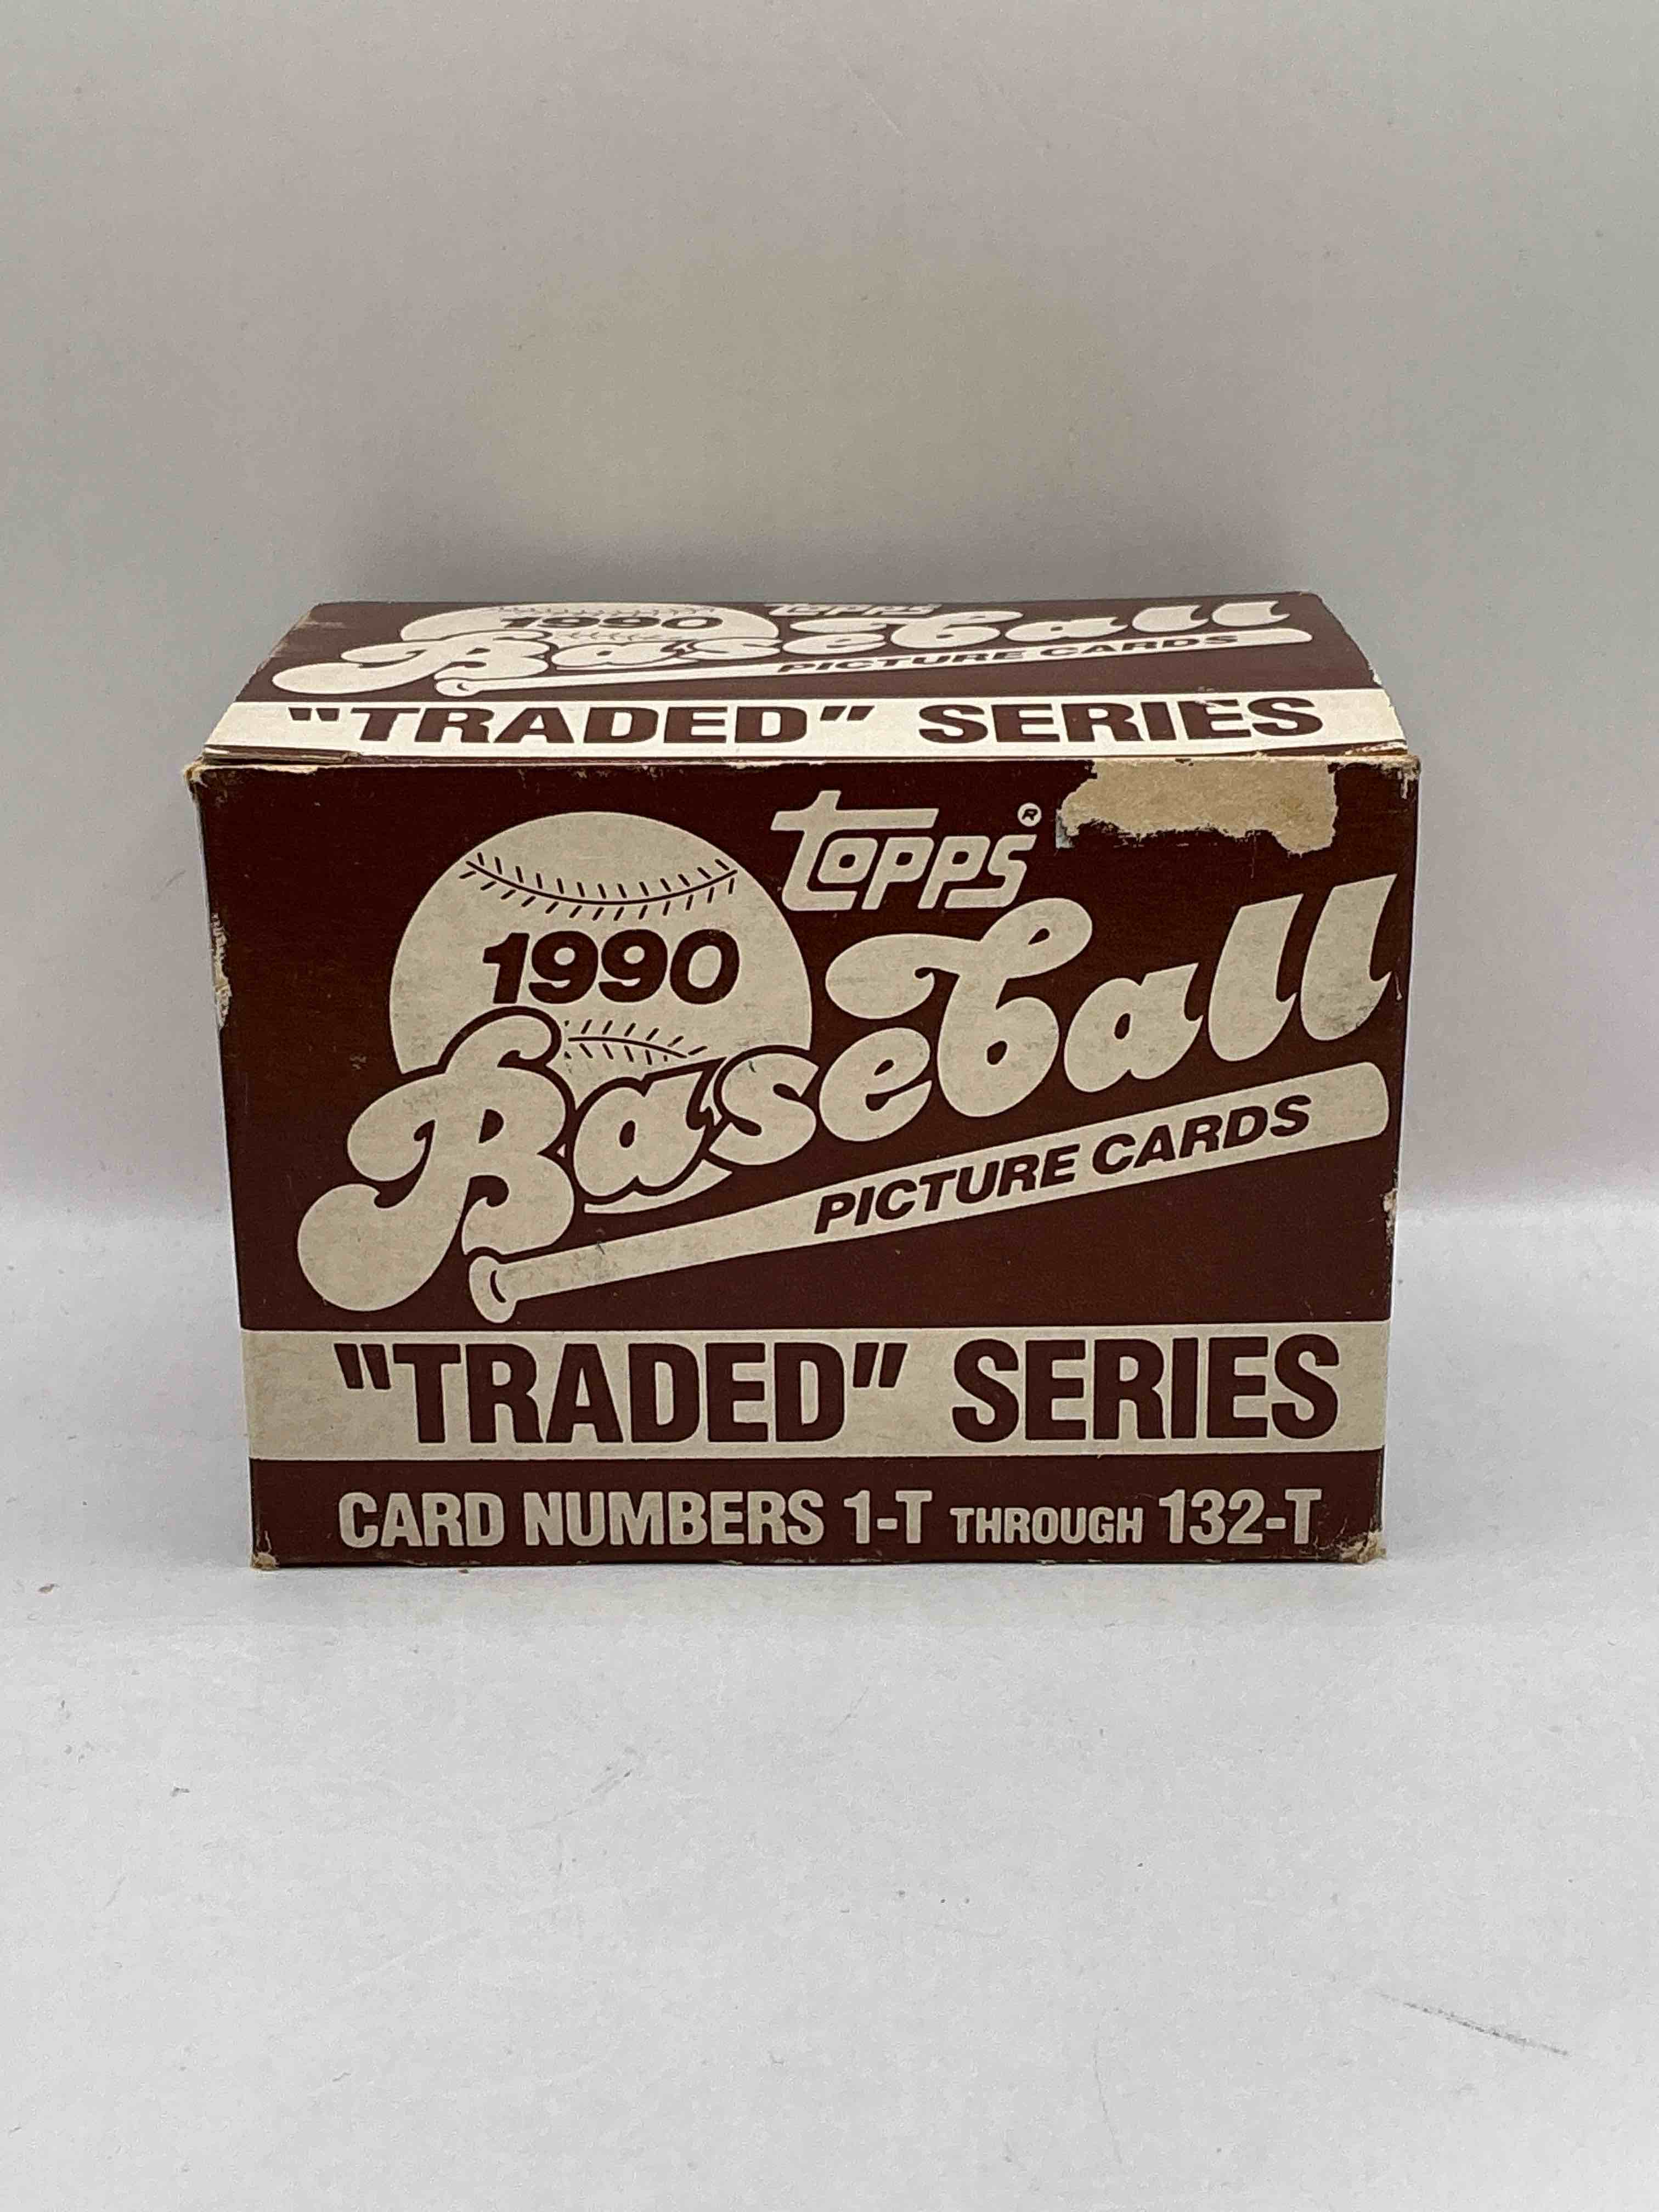 topps
1990
Baseball
PICTURE CARDS
"TRADED" SERIES
topps®
1990
Baseball
PICTURE CARDS
"TRADED" SERIES
CARD NUMBERS 1-T THROUGH 132-T